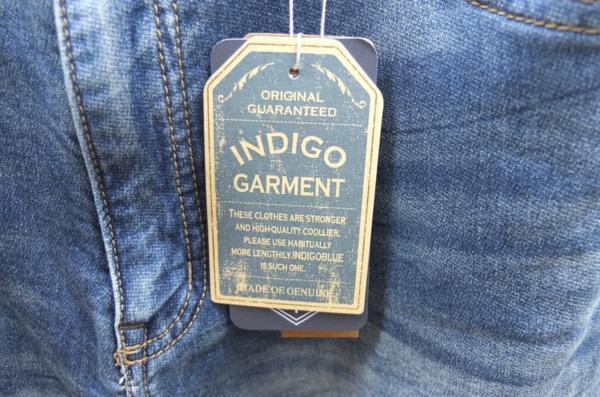 ORIGINAL
GUARANTEED
INDIGO
GARMENT
THESE CLOTHES ARE STRONGER
AND HIGH-QUALITY. COOLLIER,
PLEASE USE HABITUALLY
MORE LENGTHILY. INDIGOBLUE
IS SUCH ONE.
MADE OF GENUINE